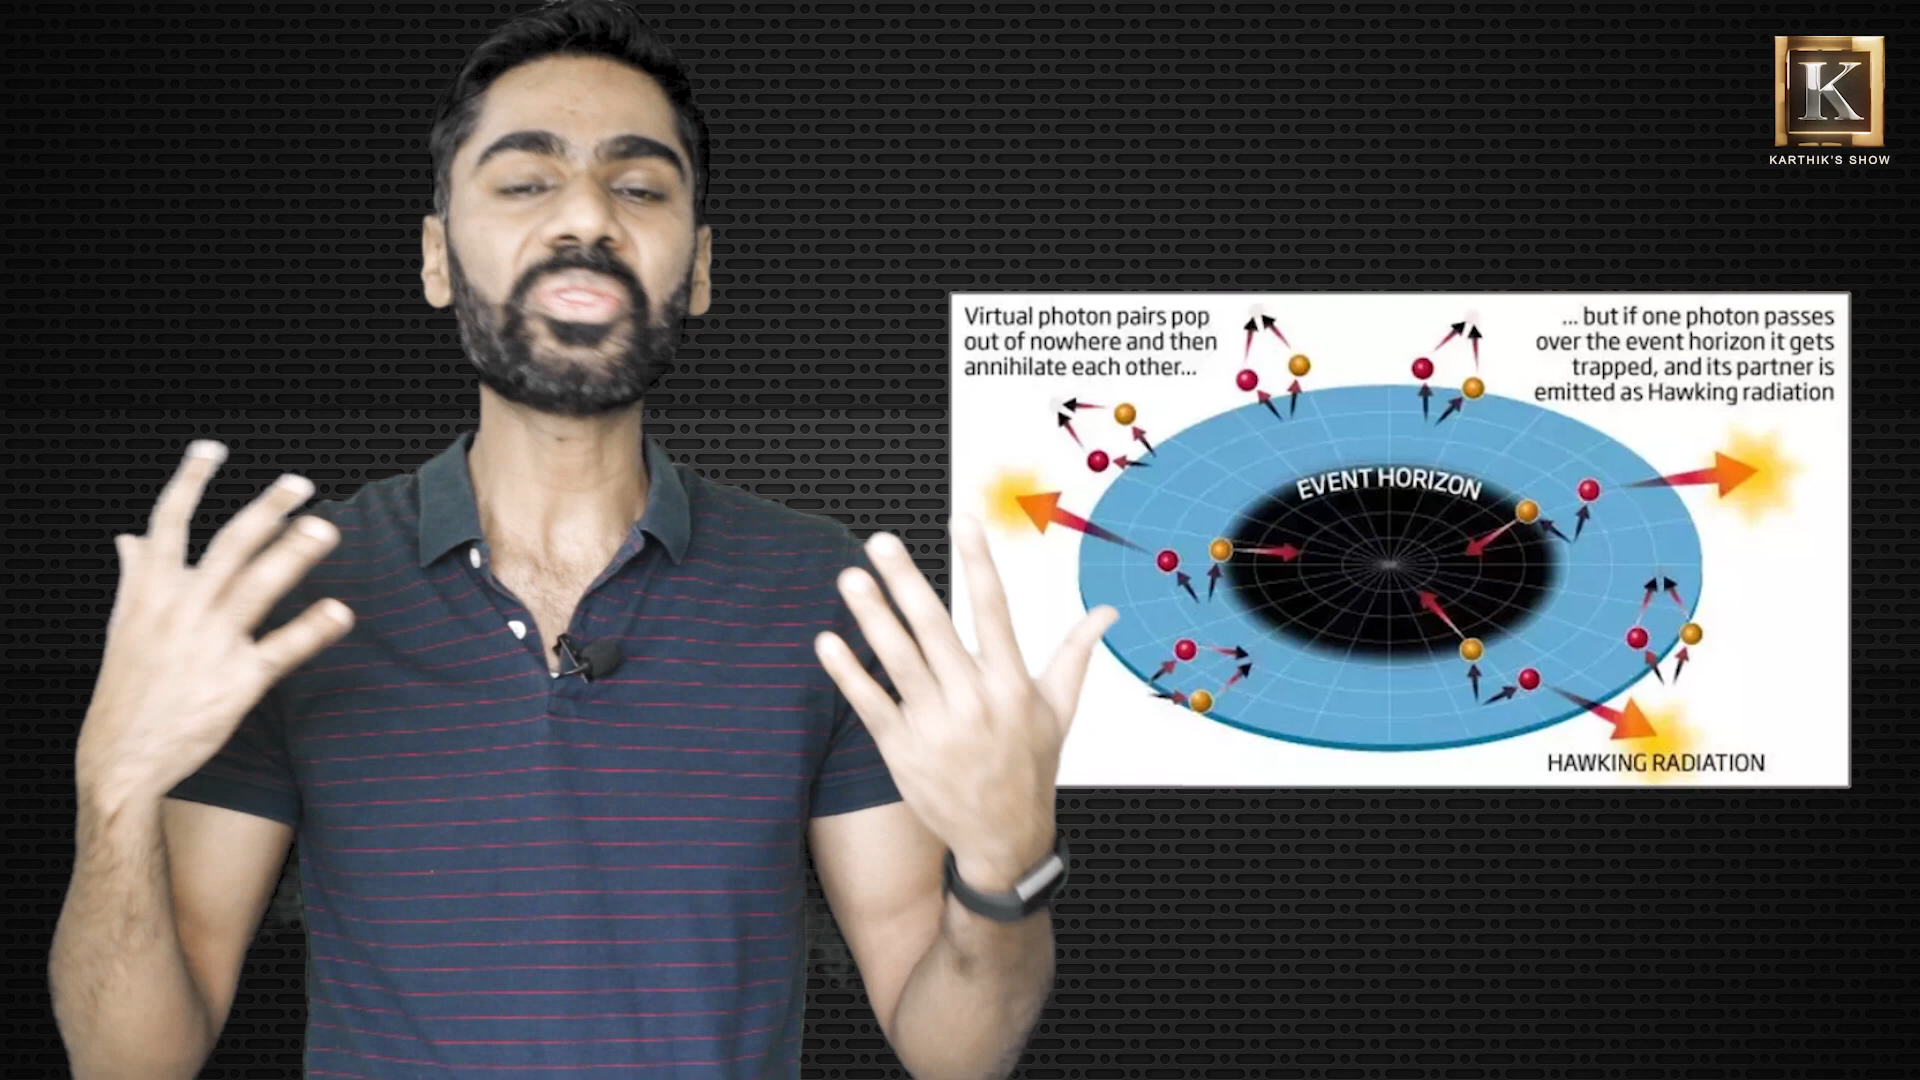 K
KARTHIK'S SHOW
Virtual photon pairs pop
out of nowhere and then
annihilate each other...
... but if one photon passes
over the event horizon it gets
trapped, and its partner is
emitted as Hawking radiation
EVENT HORIZON
HAWKING RADIATION